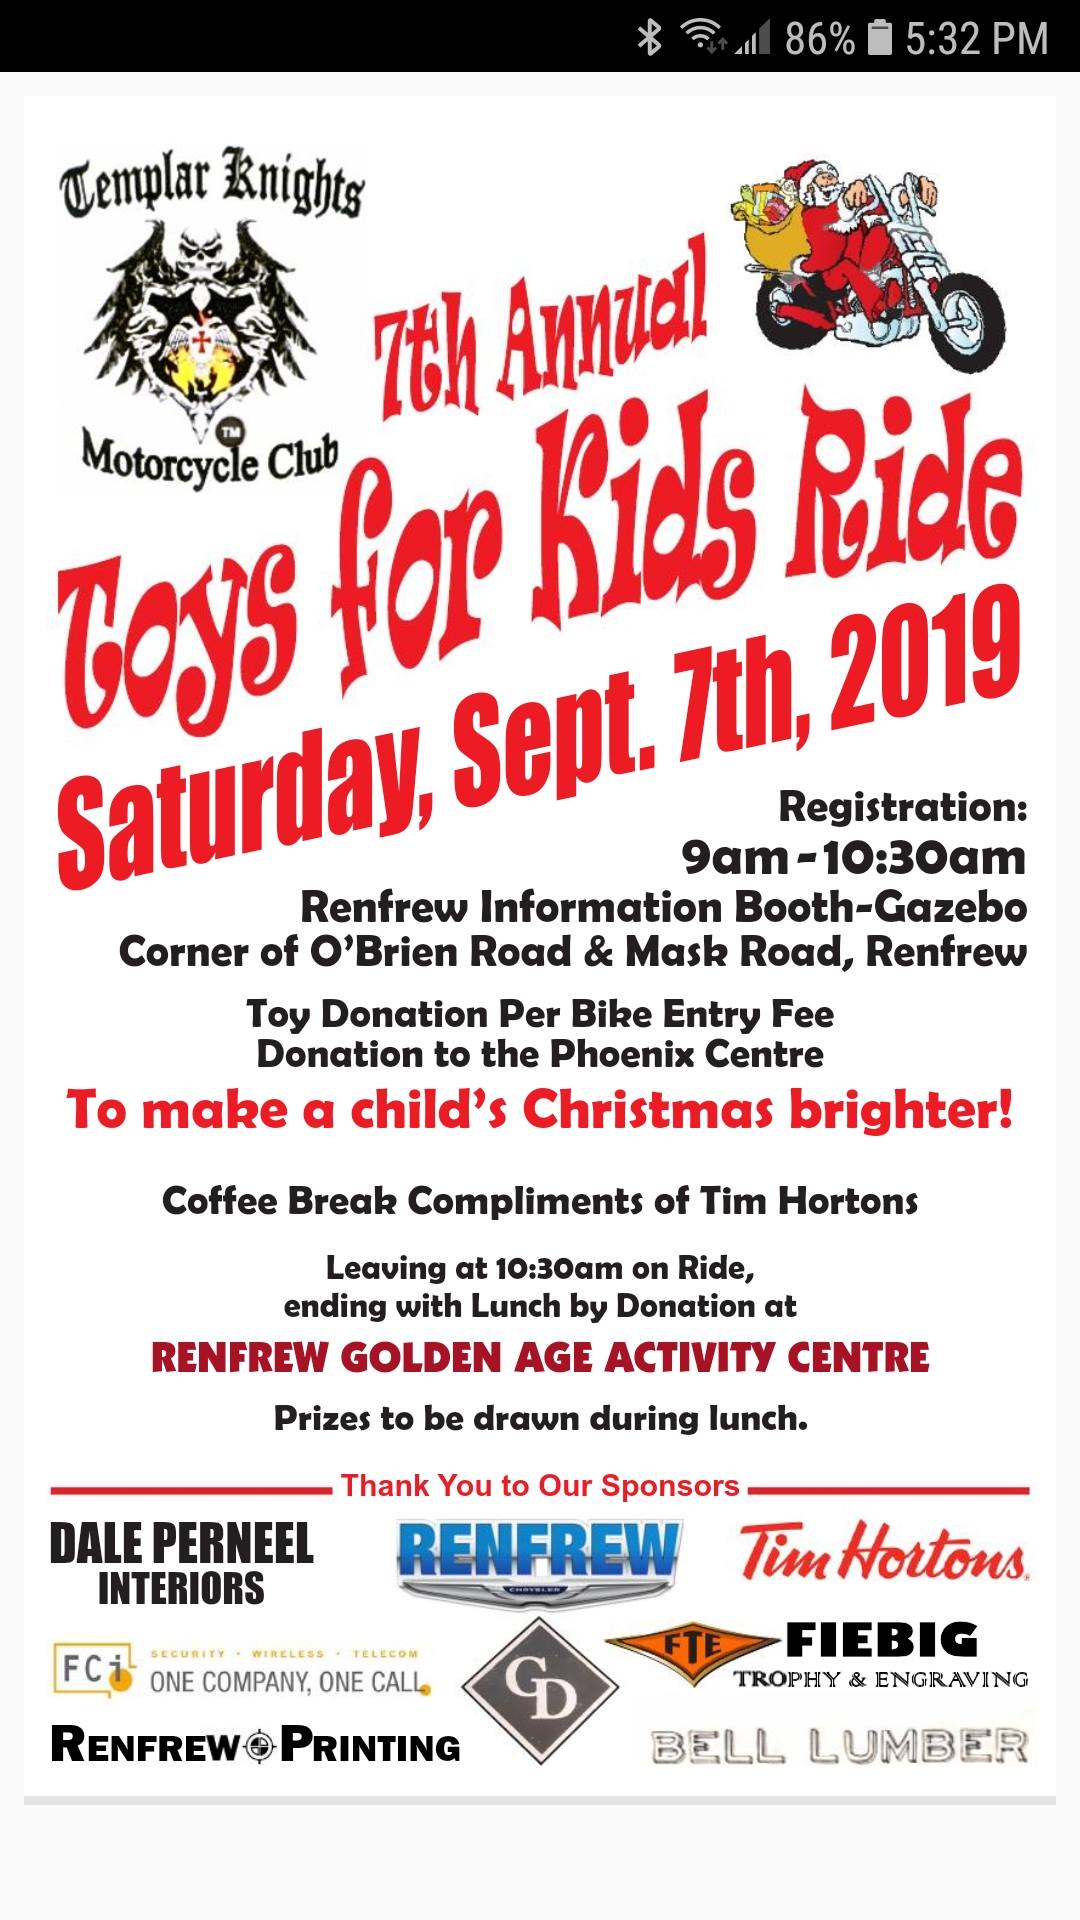 86% 5:32 PM
Templar Knights
TM
Motorcycle Club
7th Annual
Toys for Kids Ride
Saturday, Sept. 7th, 2019
Registration:
9am - 10:30am
Renfrew Information Booth-Gazebo
Corner of O'Brien Road & Mask Road, Renfrew
Toy Donation Per Bike Entry Fee
Donation to the Phoenix Centre
To make a child's Christmas brighter!
Coffee Break Compliments of Tim Hortons
Leaving at 10:30am on Ride,
ending with Lunch by Donation at
RENFREW GOLDEN AGE ACTIVITY CENTRE
Prizes to be drawn during lunch.
Thank You to Our Sponsors
DALE PERNEEL
INTERIORS
RENFREW
CHRYSLER
Tim Hortons®
FCi
SECURITY · WIRELESS · TELECOM
ONE COMPANY, ONE CALL
GD
FTE
FIEBIG
TROPHY & ENGRAVING
RENFREW PRINTING
BELL LUMBER